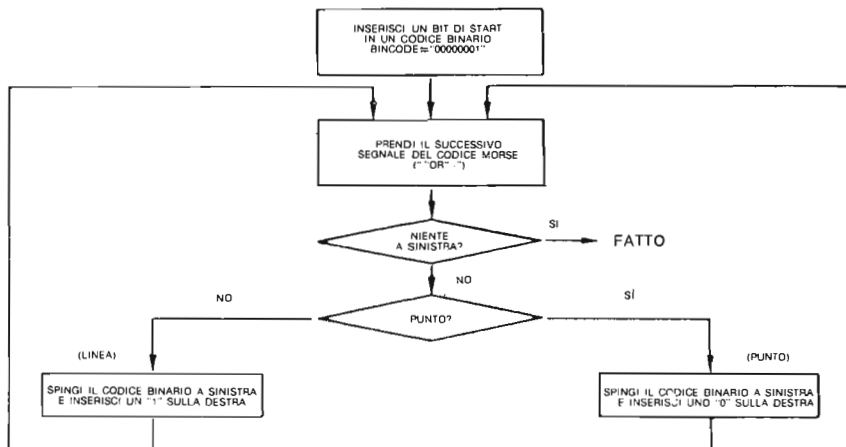 INSERISCI UN BIT DI START
IN UN CODICE BINARIO
BINCODE="00000001"
PRENDI IL SUCCESSIVO
SEGNALE DEL CODICE MORSE
(" "OR" -")
NIENTE
A SINISTRA?
SI
FATTO
NO
PUNTO?
NO
SÍ
(LINEA)
(PUNTO)
SPINGI IL CODICE BINARIO A SINISTRA
E INSERISCI UN "1" SULLA DESTRA
SPINGI IL CODICE BINARIO A SINISTRA
E INSERISCI UNO "0" SULLA DESTRA